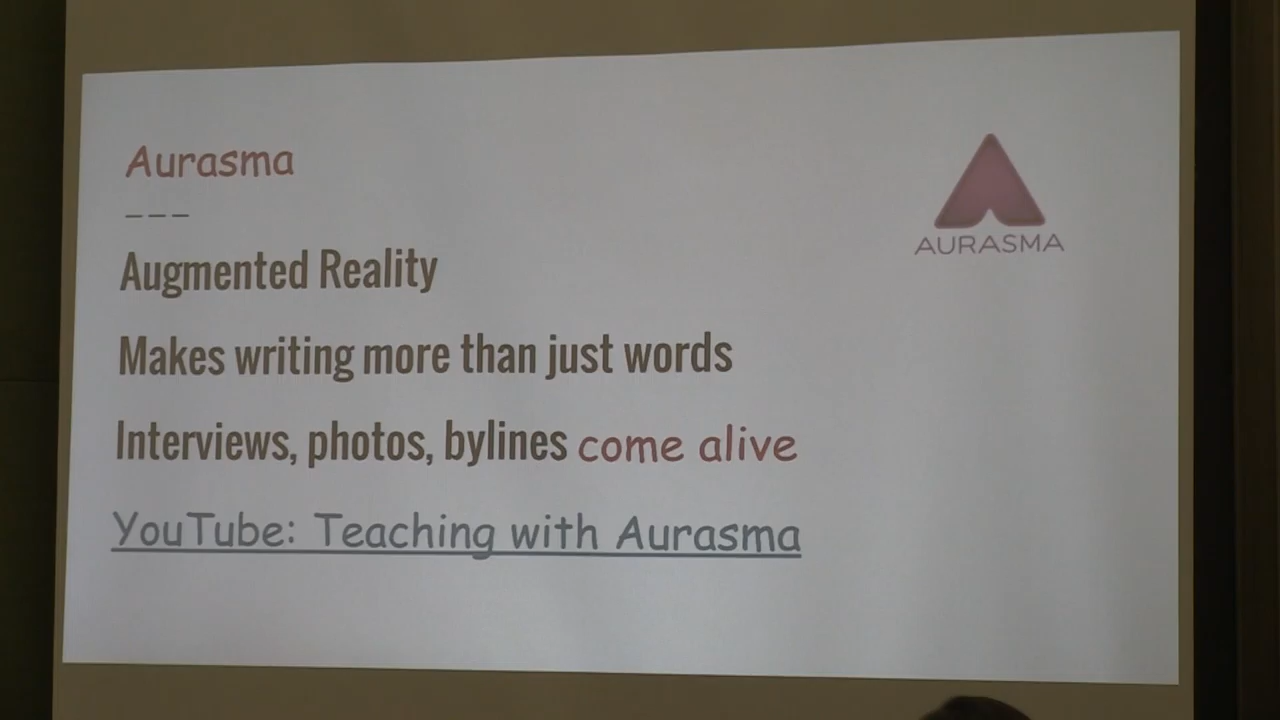 Aurasma
---
Augmented Reality
Makes writing more than just words
Interviews, photos, bylines come alive
YouTube: Teaching with Aurasma
AURASMA